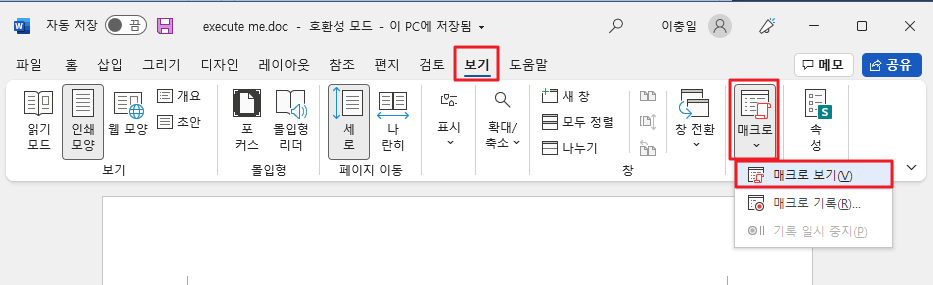 자동 저장 끔 execute me.doc - 호환성 모드 - 이 PC에 저장됨 이충일
파일 홈 삽입 그리기 디자인 레이아웃 참조 편지 검토 보기 도움말 메모 공유
읽기 모드
인쇄 모양
웹 모양
개요
초안
보기
포커스
몰입형 리더
몰입형
세로
나란히
페이지 이동
표시
확대/축소
새 창
모두 정렬
나누기
창 전환
창
매크로
속성
S
매크로 보기(V)
매크로 기록(R)...
기록 일시 중지(P)